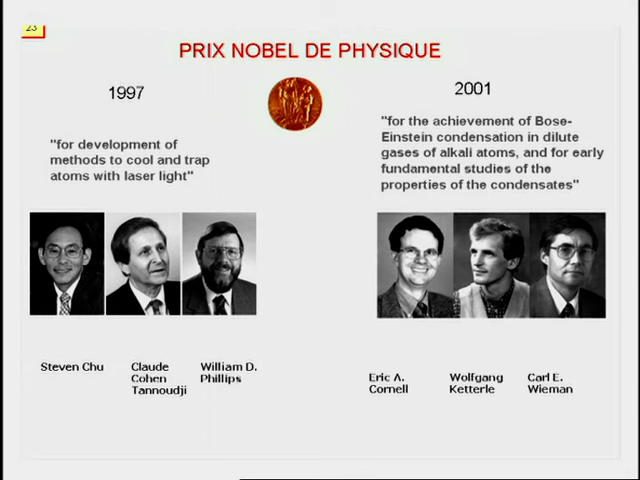 23
PRIX NOBEL DE PHYSIQUE
1997
"for development of
methods to cool and trap
atoms with laser light"
2001
"for the achievement of Bose-
Einstein condensation in dilute
gases of alkali atoms, and for early
fundamental studies of the
properties of the condensates"
Steven Chu
Claude
Cohen
Tannoudji
William D.
Phillips
Eric A.
Cornell
Wolfgang
Ketterle
Carl E.
Wieman